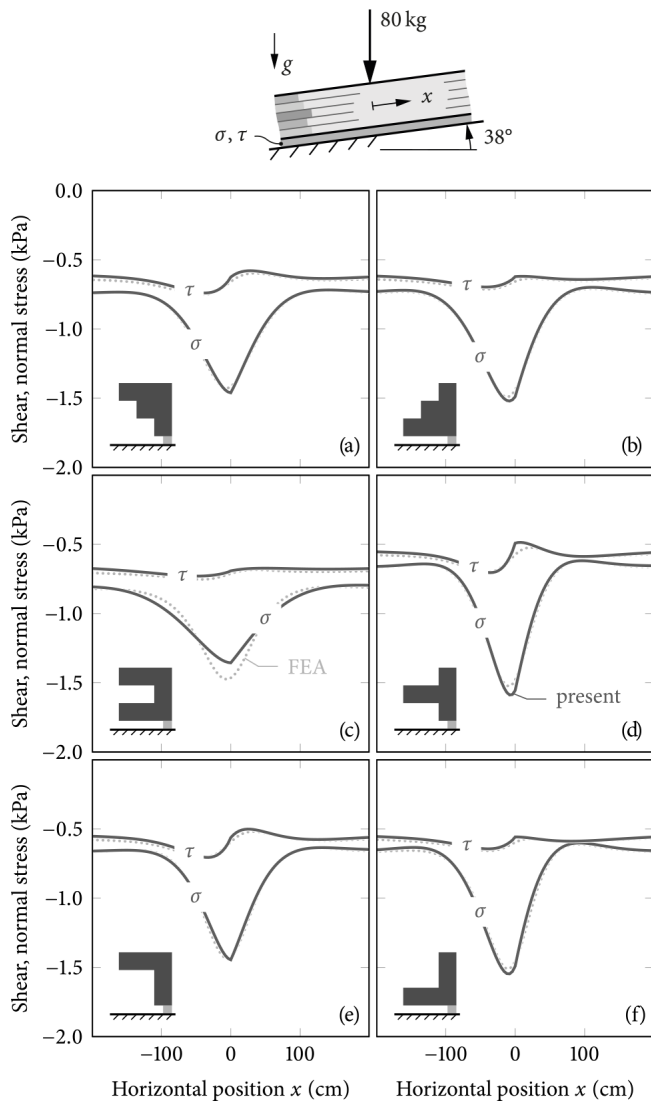 80 kg
g
x
σ, τ
38°
Shear, normal stress (kPa)
0.0
−0.5
−1.0
−1.5
−2.0
τ
σ
(a)
τ
σ
(b)
Shear, normal stress (kPa)
−0.5
−1.0
−1.5
−2.0
τ
σ
FEA
(c)
τ
σ
present
(d)
Shear, normal stress (kPa)
−0.5
−1.0
−1.5
−2.0
τ
σ
(e)
τ
σ
(f)
−100 0 100
−100 0 100
Horizontal position x (cm)
Horizontal position x (cm)